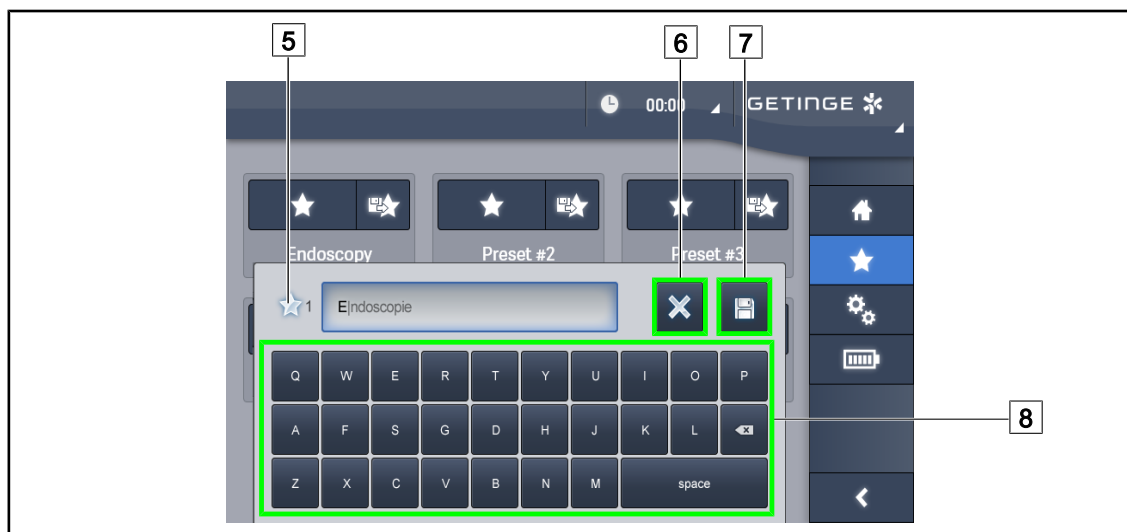 5
6
7
00:00
GETINGE
Endoscopy
Preset #2
Preset #3
1
E|ndoscopie
Q W E R T Y U I O P
A F S G D H J K L
8
Z X C V B N M space